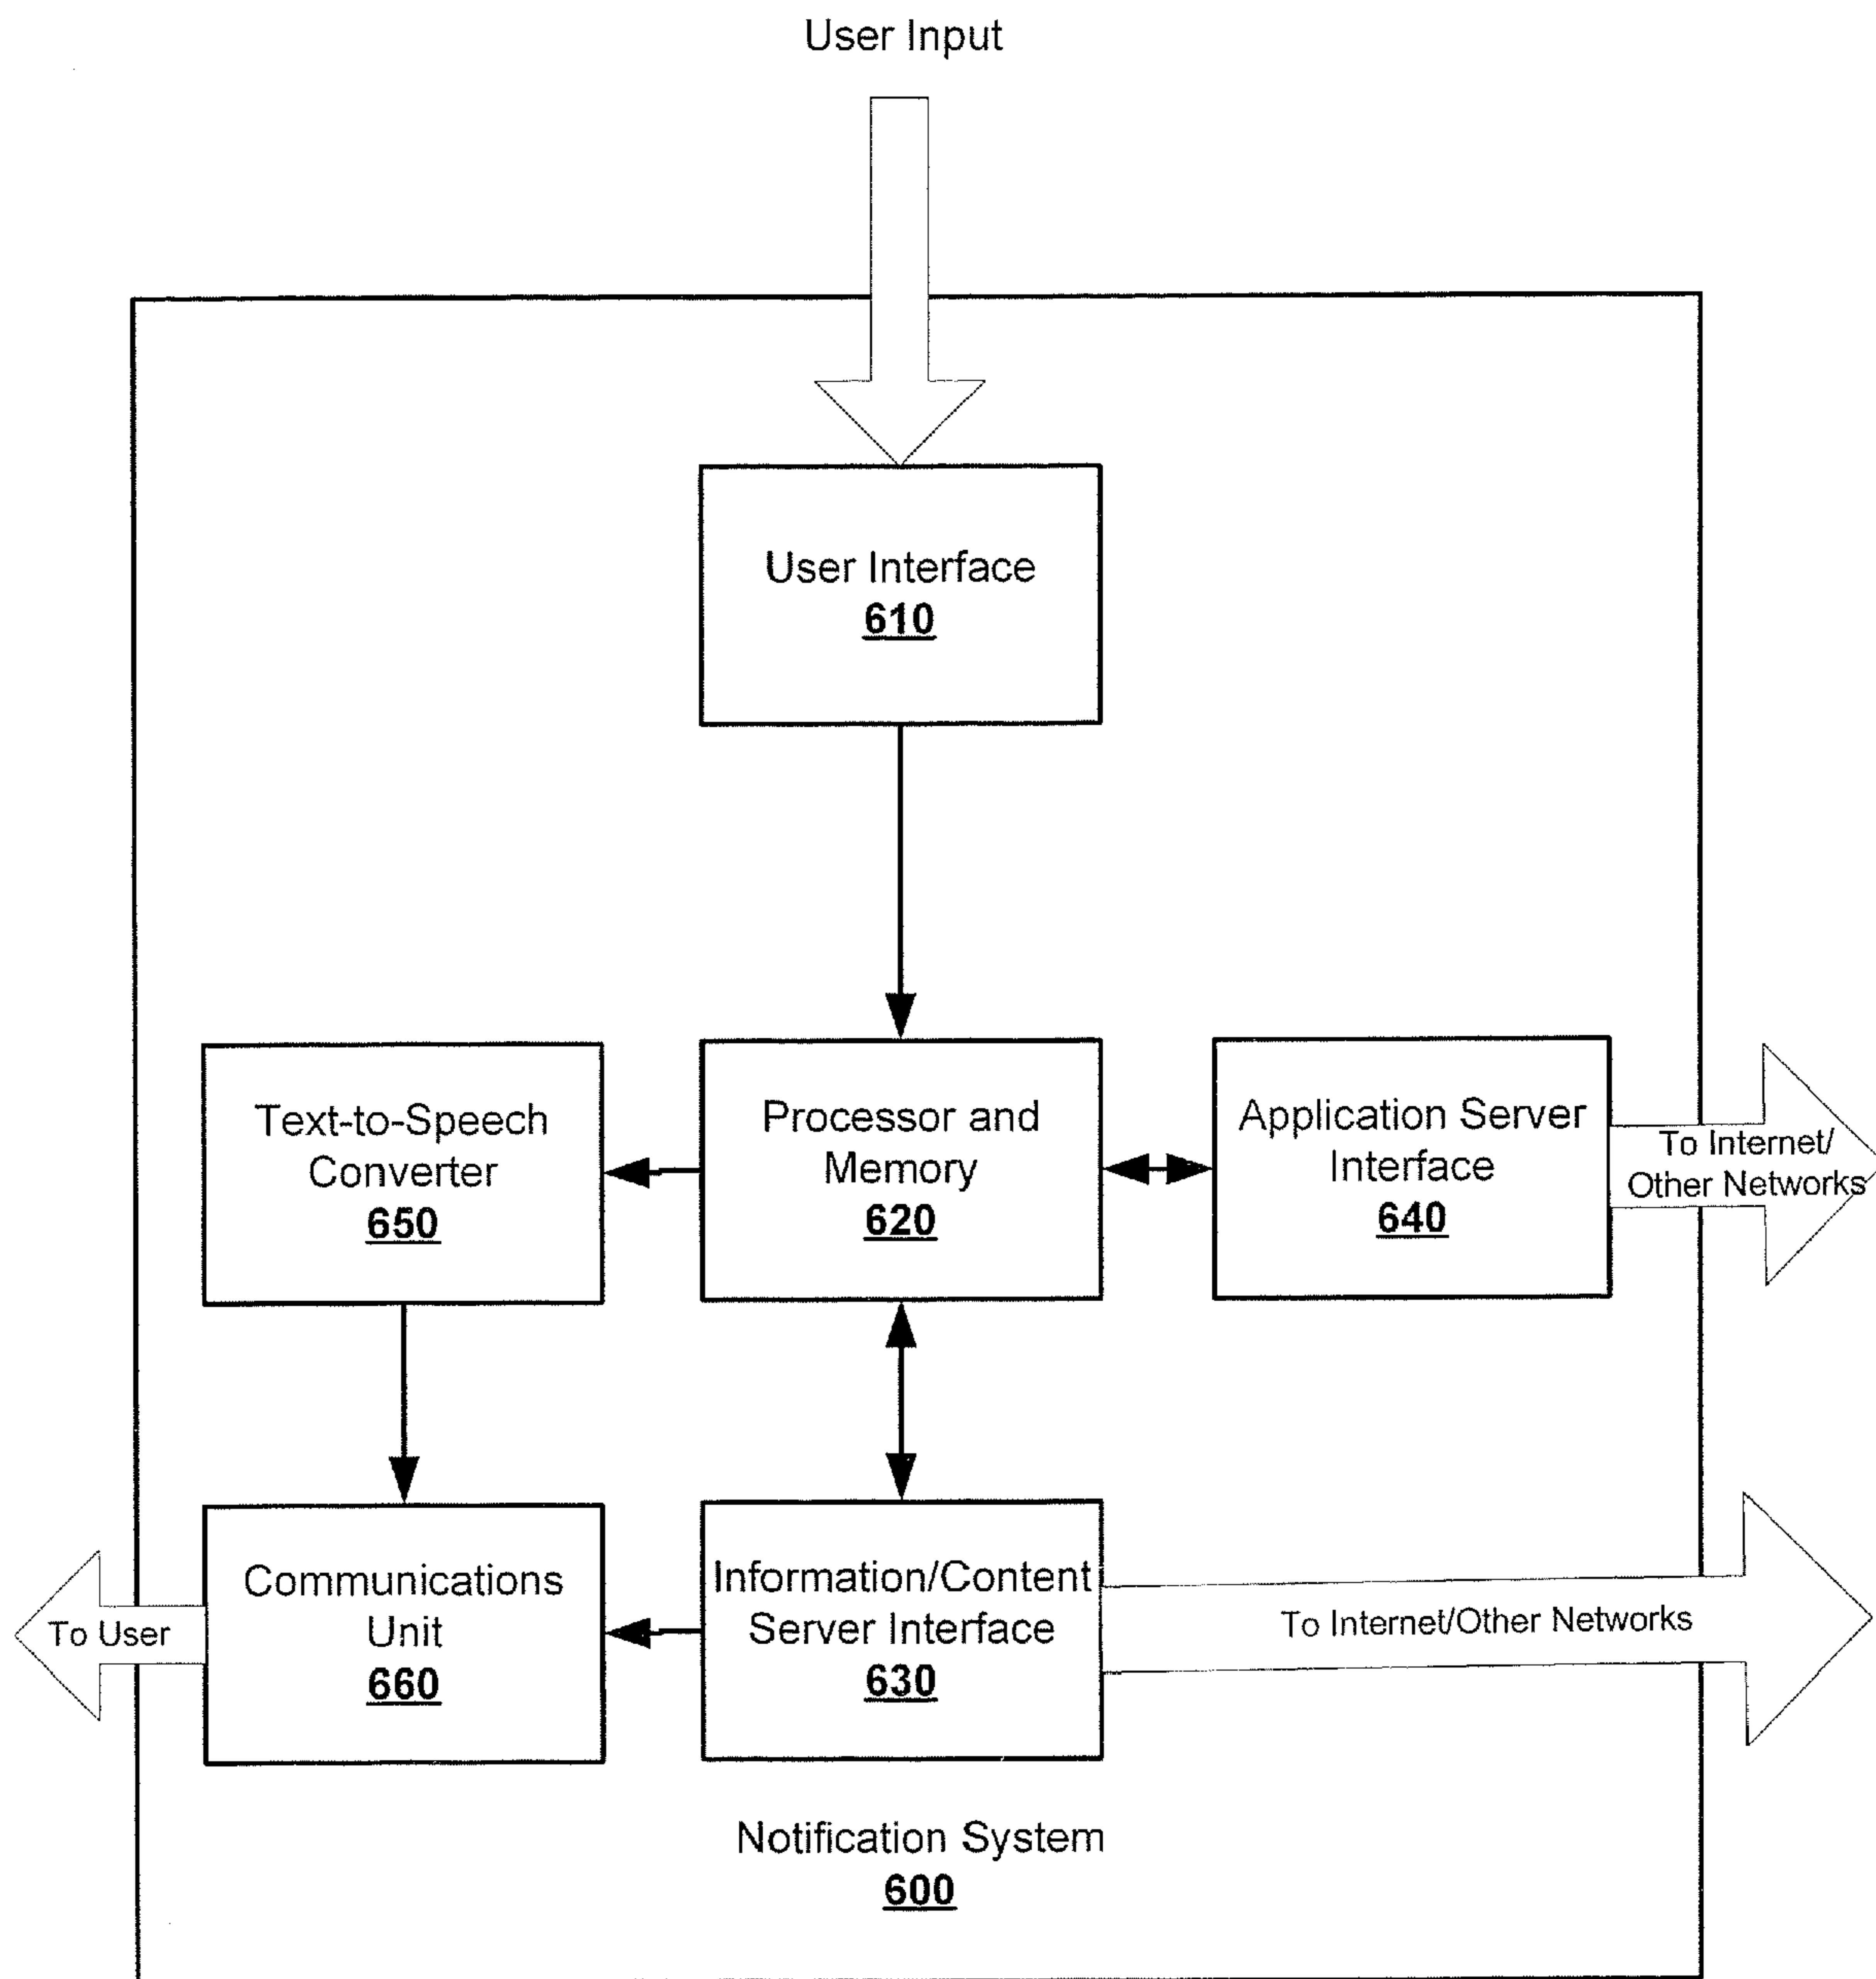 User Input
User Interface
610
Text-to-Speech
Converter
650
Processor and
Memory
620
Application Server
Interface
640
To Internet/
Other Networks
Communications
Unit
660
To User
Information/Content
Server Interface
630
To Internet/Other Networks
Notification System
600